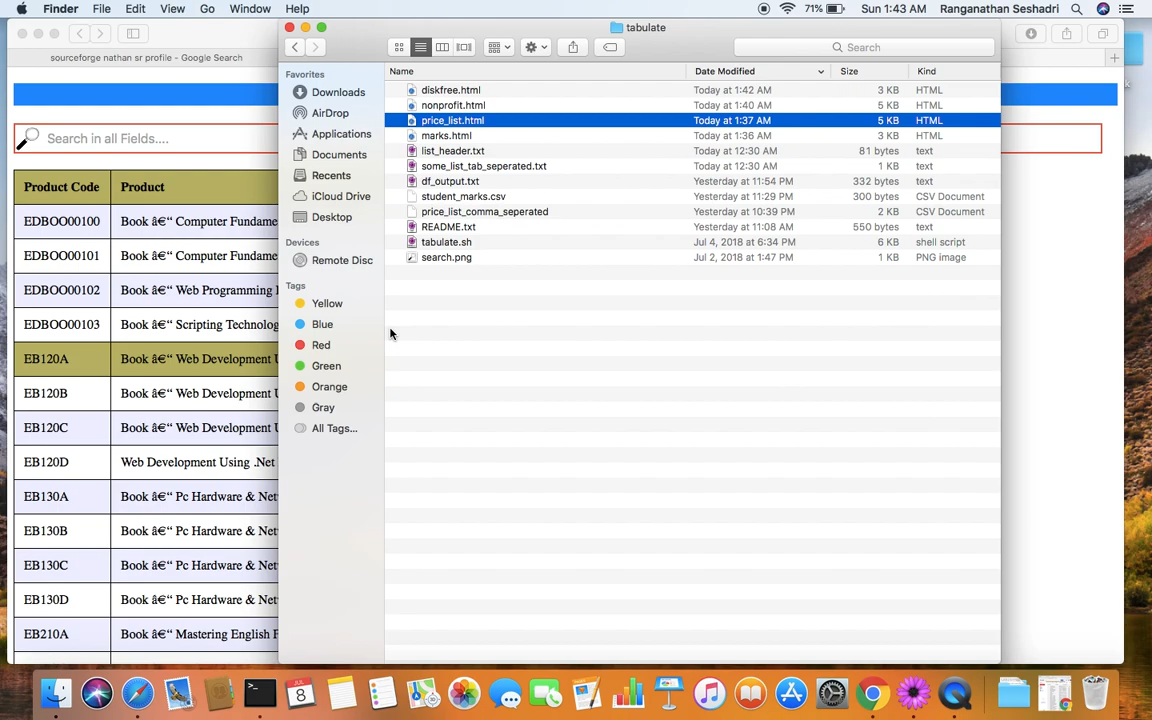 Finder File Edit View Go Window Help 71% Sun 1:43 AM Ranganathan Seshadri
tabulate
sourceforge nathan sr profile - Google Search
Search
Search in all Fields....
Product Code Product
EDBOO00100 Book â€“ Computer Fundame
EDBOO00101 Book â€“ Computer Fundame
EDBOO00102 Book â€“ Web Programming
EDBOO00103 Book â€“ Scripting Technolog
EB120A Book â€“ Web Development U
EB120B Book â€“ Web Development U
EB120C Book â€“ Web Development U
EB120D Web Development Using .Net
EB130A Book â€“ Pc Hardware & Net
EB130B Book â€“ Pc Hardware & Net
EB130C Book â€“ Pc Hardware & Net
EB130D Book â€“ Pc Hardware & Net
EB210A Book â€“ Mastering English F
Favorites
Downloads
AirDrop
Applications
Documents
Recents
iCloud Drive
Desktop
Devices
Remote Disc
Tags
Yellow
Blue
Red
Green
Orange
Gray
All Tags...
Name Date Modified Size Kind
diskfree.html Today at 1:42 AM 3 KB HTML
nonprofit.html Today at 1:40 AM 5 KB HTML
price_list.html Today at 1:37 AM 5 KB HTML
marks.html Today at 1:36 AM 3 KB HTML
list_header.txt Today at 12:30 AM 81 bytes text
some_list_tab_seperated.txt Today at 12:30 AM 1 KB text
df_output.txt Yesterday at 11:54 PM 332 bytes text
student_marks.csv Yesterday at 11:29 PM 300 bytes CSV Document
price_list_comma_seperated Yesterday at 10:39 PM 2 KB CSV Document
README.txt Yesterday at 11:08 AM 550 bytes text
tabulate.sh Jul 4, 2018 at 6:34 PM 6 KB shell script
search.png Jul 2, 2018 at 1:47 PM 1 KB PNG image
JUL
8